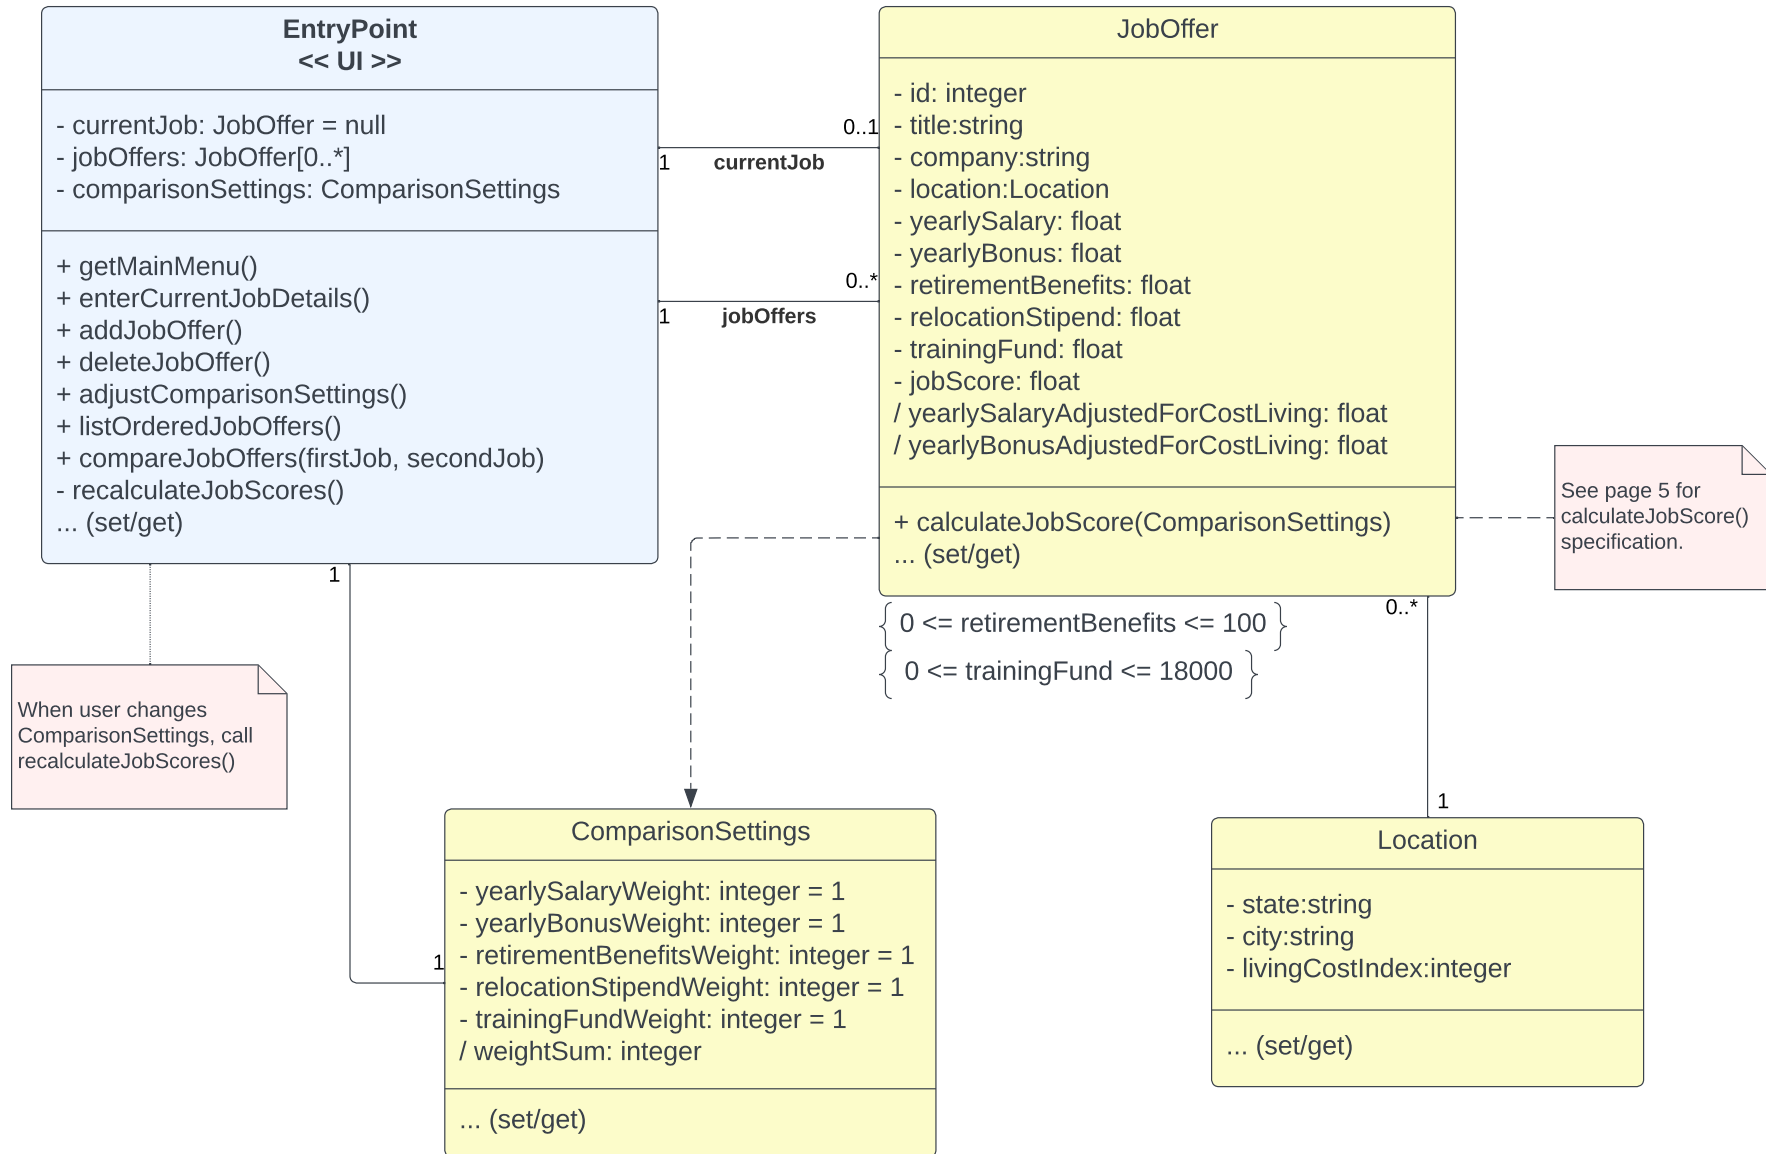 EntryPoint
<< UI >>
- currentJob: JobOffer = null
- jobOffers: JobOffer[0..*]
- comparisonSettings: ComparisonSettings
+ getMainMenu()
+ enterCurrentJobDetails()
+ addJobOffer()
+ deleteJobOffer()
+ adjustComparisonSettings()
+ listOrderedJobOffers()
+ compareJobOffers(firstJob, secondJob)
- recalculateJobScores()
... (set/get)
0..1
1
currentJob
0..*
1
jobOffers
JobOffer
- id: integer
- title:string
- company:string
- location:Location
- yearlySalary: float
- yearlyBonus: float
- retirementBenefits: float
- relocationStipend: float
- trainingFund: float
- jobScore: float
/ yearlySalaryAdjustedForCostLiving: float
/ yearlyBonusAdjustedForCostLiving: float
+ calculateJobScore(ComparisonSettings)
... (set/get)
See page 5 for
calculateJobScore()
specification.
{ 0 <= retirementBenefits <= 100 }
{ 0 <= trainingFund <= 18000 }
0..*
1
1
When user changes
ComparisonSettings, call
recalculateJobScores()
1
ComparisonSettings
- yearlySalaryWeight: integer = 1
- yearlyBonusWeight: integer = 1
- retirementBenefitsWeight: integer = 1
- relocationStipendWeight: integer = 1
- trainingFundWeight: integer = 1
/ weightSum: integer
... (set/get)
Location
- state:string
- city:string
- livingCostIndex:integer
... (set/get)